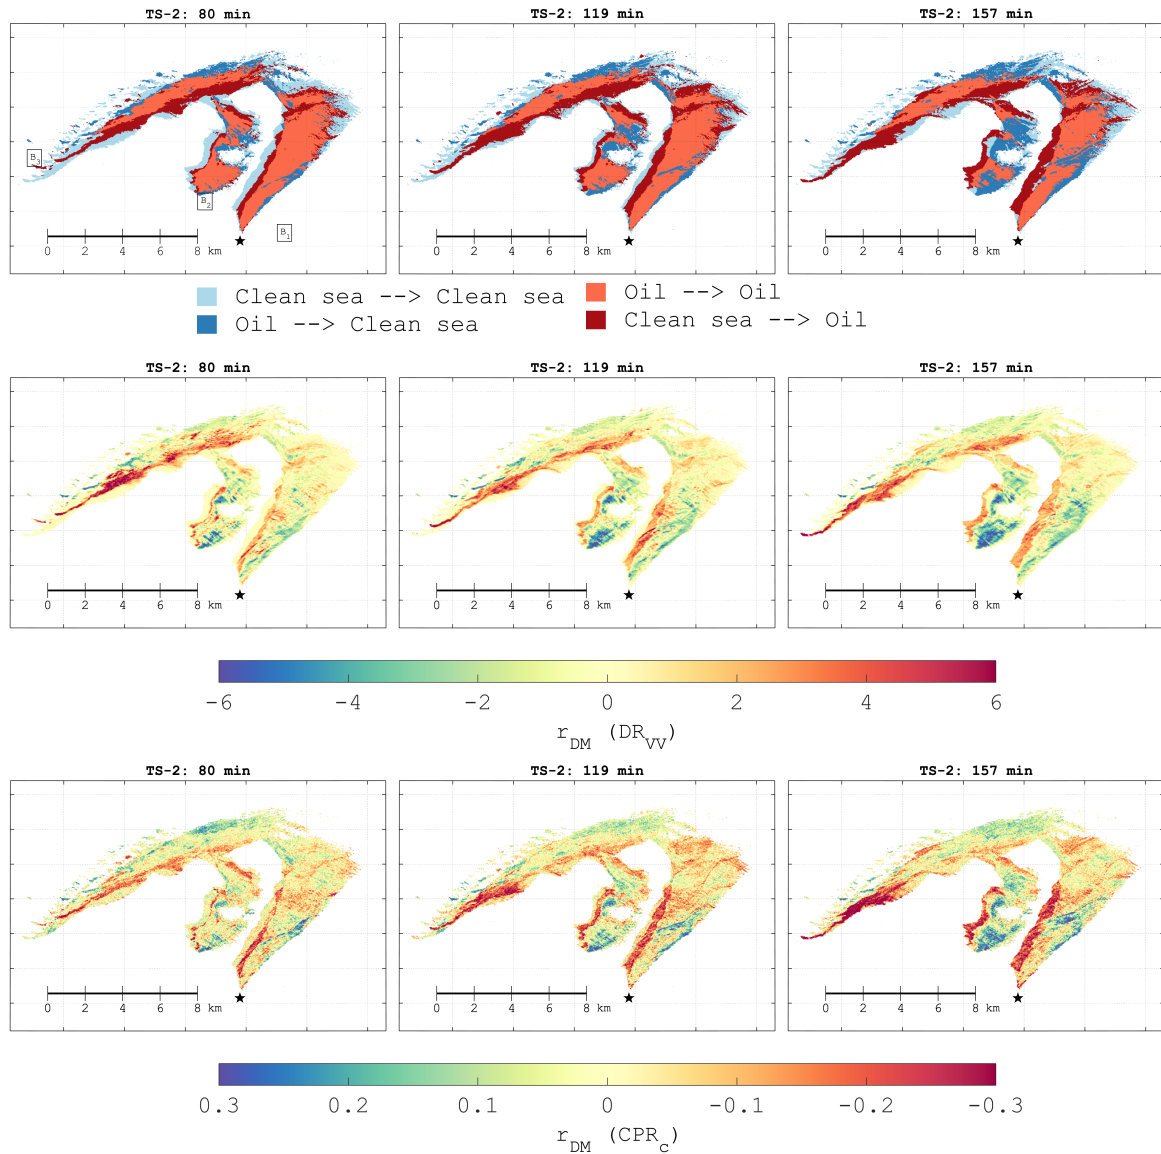 TS-2: 80 min TS-2: 119 min TS-2: 157 min
B3
B2
B1
0 2 4 6 8 km 0 2 4 6 8 km 0 2 4 6 8 km
Clean sea --> Clean sea Oil --> Oil
Oil --> Clean sea Clean sea --> Oil
TS-2: 80 min TS-2: 119 min TS-2: 157 min
0 2 4 6 8 km 0 2 4 6 8 km 0 2 4 6 8 km
-6 -4 -2 0 2 4 6
rDM (DRVV)
TS-2: 80 min TS-2: 119 min TS-2: 157 min
0 2 4 6 8 km 0 2 4 6 8 km 0 2 4 6 8 km
0.3 0.2 0.1 0 -0.1 -0.2 -0.3
rDM (CPRc)